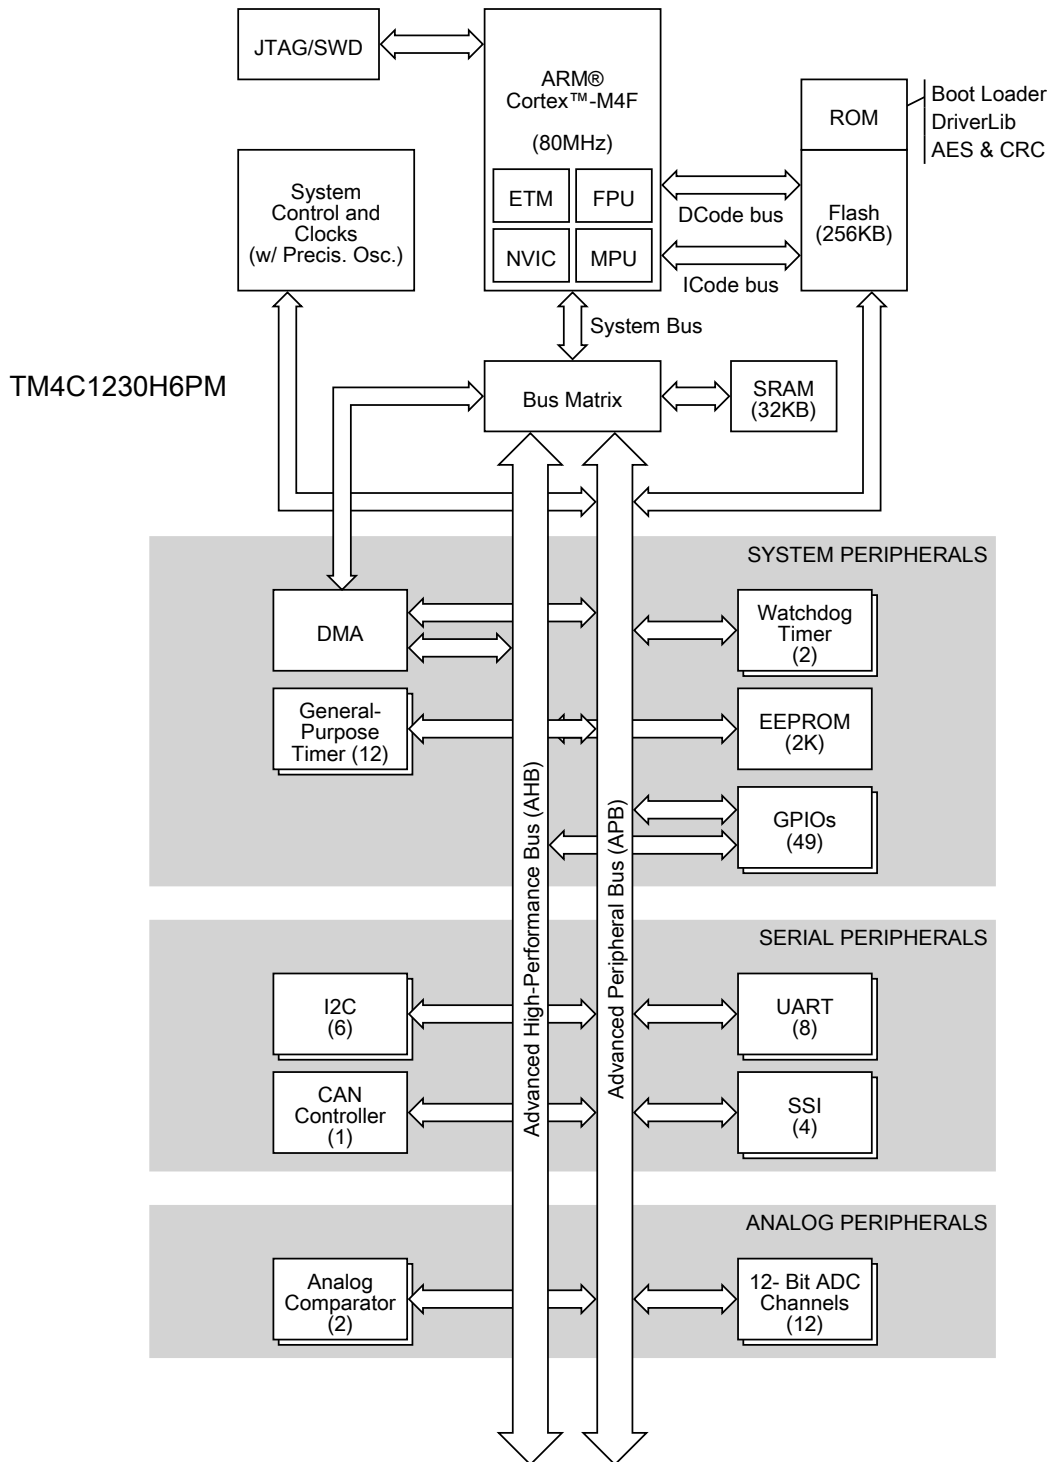 JTAG/SWD
ARM®
Cortex™-M4F
(80MHz)
ETM
FPU
NVIC
MPU
ROM
Boot Loader
DriverLib
AES & CRC
Flash
(256KB)
DCode bus
ICode bus
System
Control and
Clocks
(w/ Precis. Osc.)
System Bus
TM4C1230H6PM
Bus Matrix
SRAM
(32KB)
SYSTEM PERIPHERALS
DMA
Watchdog
Timer
(2)
General-
Purpose
Timer (12)
EEPROM
(2K)
GPIOs
(49)
Advanced High-Performance Bus (AHB)
Advanced Peripheral Bus (APB)
SERIAL PERIPHERALS
I2C
(6)
UART
(8)
CAN
Controller
(1)
SSI
(4)
ANALOG PERIPHERALS
Analog
Comparator
(2)
12- Bit ADC
Channels
(12)